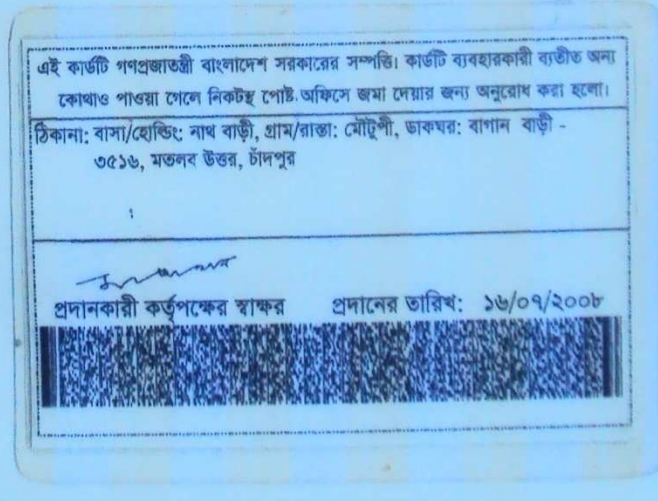 এই কার্ডটি গণপ্রজাতন্ত্রী বাংলাদেশ সরকারের সম্পত্তি। কার্ডটি ব্যবহারকারী ব্যতীত অন্য
কোথাও পাওয়া গেলে নিকটস্থ পোষ্ট অফিসে জমা দেয়ার জন্য অনুরোধ করা হলো।
ঠিকানা: বাসা/হোল্ডিং: নাথ বাড়ী, গ্রাম/রাস্তা: মৌটুপী, ডাকঘর: বাগান বাড়ী -
৩৫১৬, মতলব উত্তর, চাঁদপুর
প্রদানকারী কর্তৃপক্ষের স্বাক্ষর প্রদানের তারিখ: ১৬/০৭/২০০৮